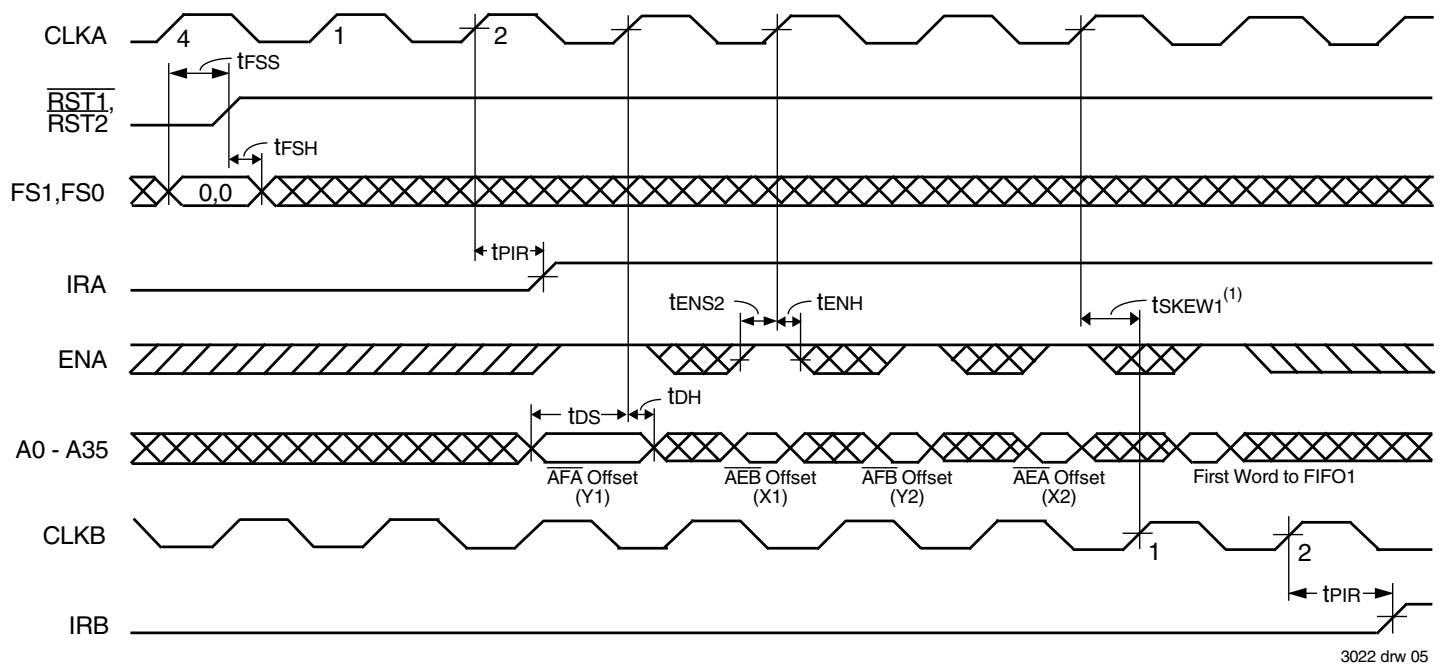 CLKA 4 1 2
tFSS
RST1,
RST2
tFSH
FS1,FS0 0,0
tPIR
IRA
tENS2 tENH tSKEW1(1)
ENA
tDS tDH
A0 - A35
AFA Offset AEB Offset AFB Offset AEA Offset First Word to FIFO1
(Y1) (X1) (Y2) (X2)
CLKB 1 2
tPIR
IRB
3022 drw 05